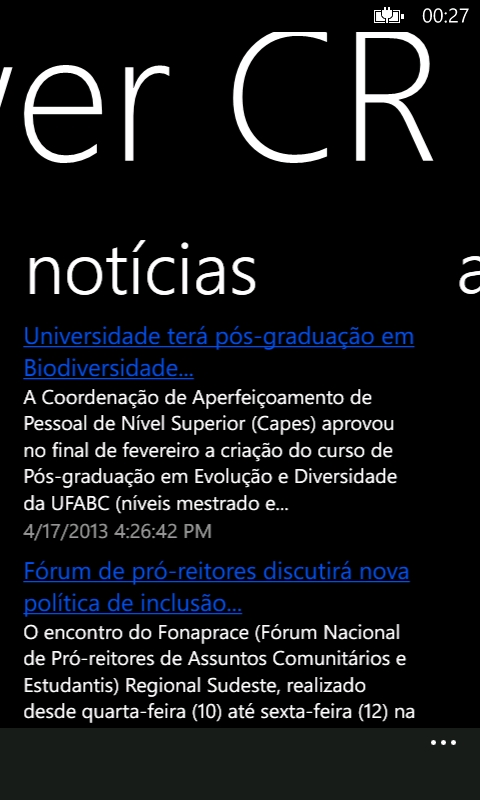 00:27
ver CR
notícias
a
Universidade terá pós-graduação em
Biodiversidade...
A Coordenação de Aperfeiçoamento de
Pessoal de Nível Superior (Capes) aprovou
no final de fevereiro a criação do curso de
Pós-graduação em Evolução e Diversidade
da UFABC (níveis mestrado e...
4/17/2013 4:26:42 PM
Fórum de pró-reitores discutirá nova
política de inclusão...
O encontro do Fonaprace (Fórum Nacional
de Pró-reitores de Assuntos Comunitários e
Estudantis) Regional Sudeste, realizado
desde quarta-feira (10) até sexta-feira (12) na